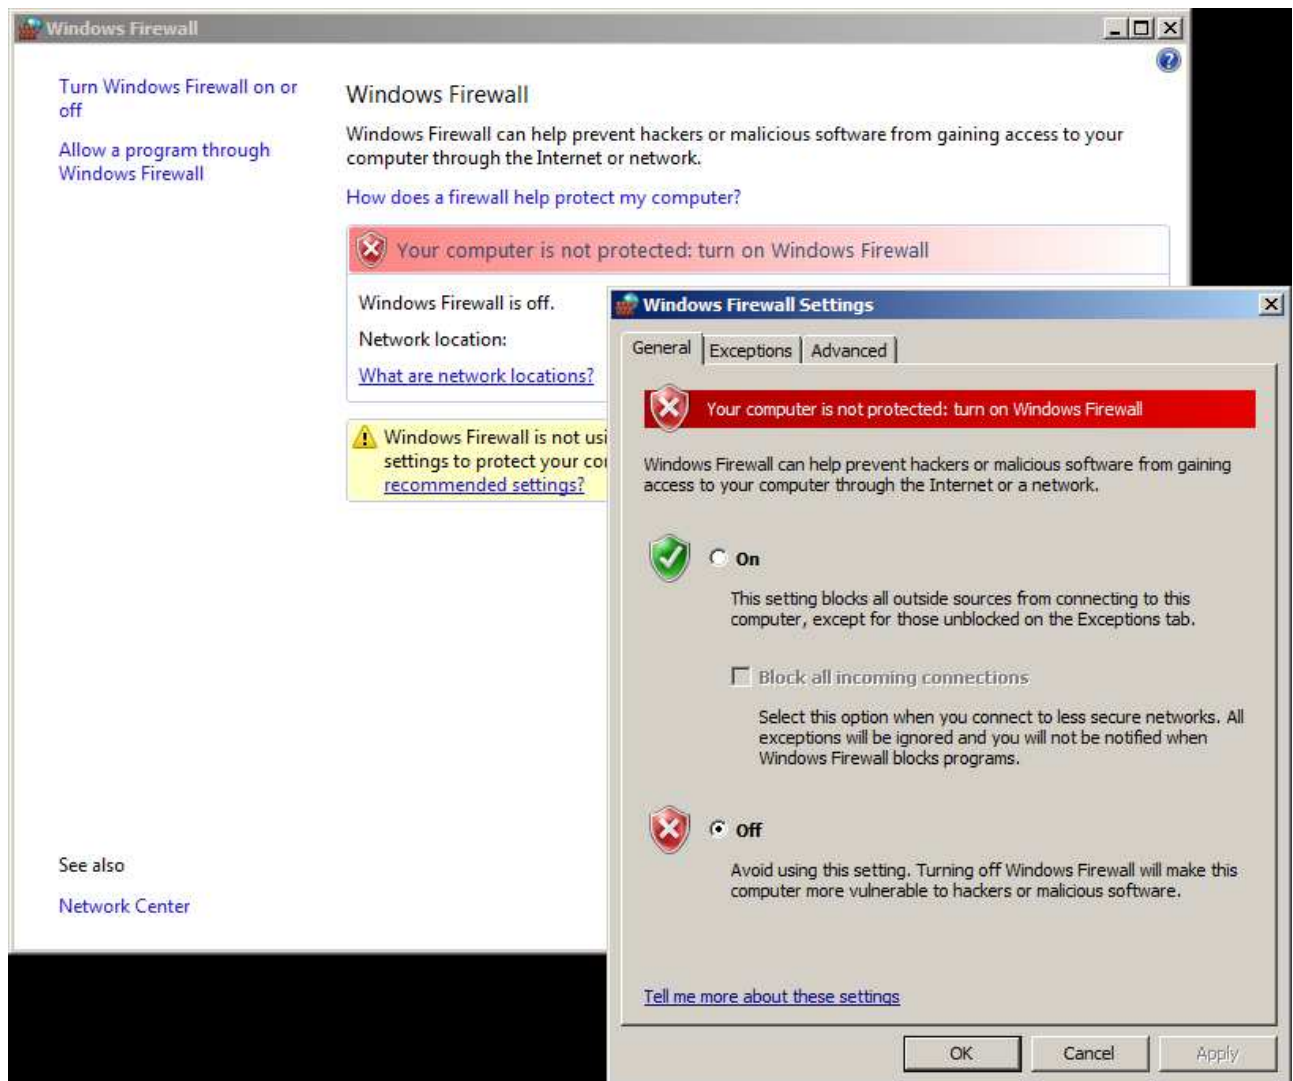 Windows Firewall
Turn Windows Firewall on or
off
Allow a program through
Windows Firewall
Windows Firewall
Windows Firewall can help prevent hackers or malicious software from gaining access to your
computer through the Internet or network.
How does a firewall help protect my computer?
Your computer is not protected: turn on Windows Firewall
Windows Firewall is off.
Network location:
What are network locations?
Windows Firewall is not usi
settings to protect your co
recommended settings?
See also
Network Center
Windows Firewall Settings
General
Exceptions
Advanced
Your computer is not protected: turn on Windows Firewall
Windows Firewall can help prevent hackers or malicious software from gaining
access to your computer through the Internet or a network.
On
This setting blocks all outside sources from connecting to this
computer, except for those unblocked on the Exceptions tab.
Block all incoming connections
Select this option when you connect to less secure networks. All
exceptions will be ignored and you will not be notified when
Windows Firewall blocks programs.
Off
Avoid using this setting. Turning off Windows Firewall will make this
computer more vulnerable to hackers or malicious software.
Tell me more about these settings
OK
Cancel
Apply